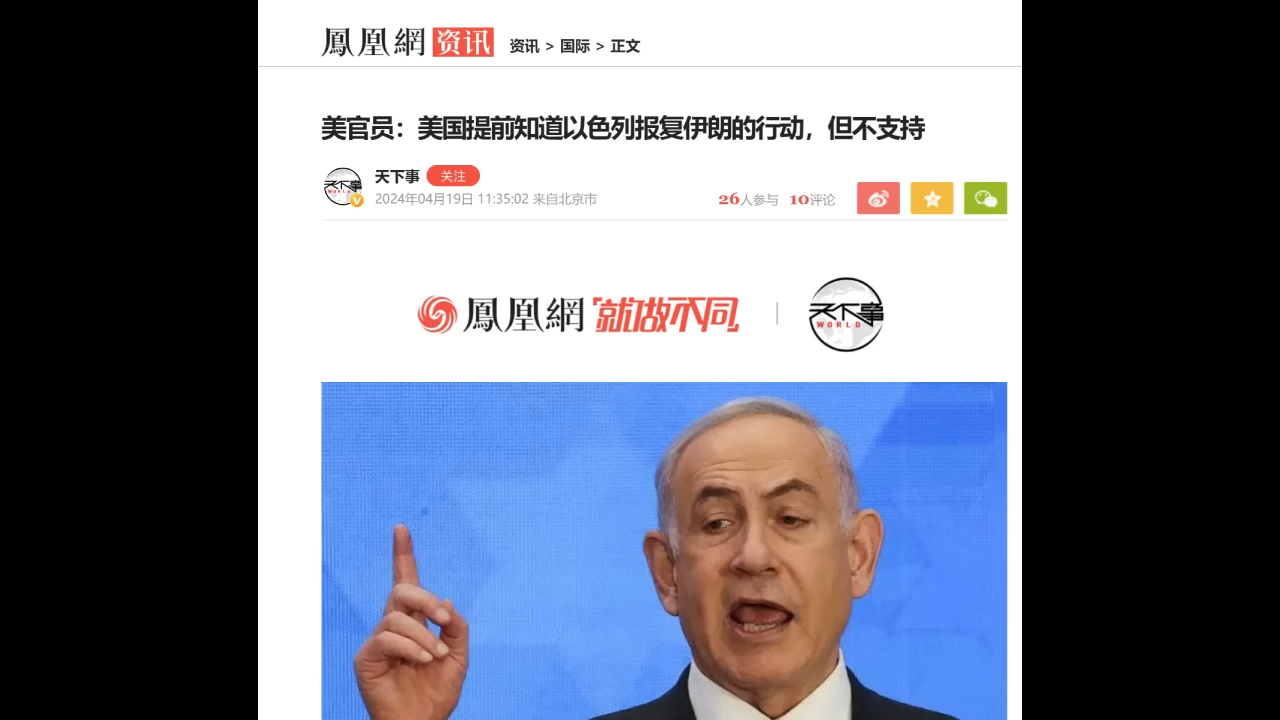 鳳凰網资讯 资讯 > 国际 > 正文
美官员：美国提前知道以色列报复伊朗的行动，但不支持
天下事 关注
2024年04月19日 11:35:02 来自北京市
26人参与 10评论
鳳凰網 就做不同 天下事
WORLD